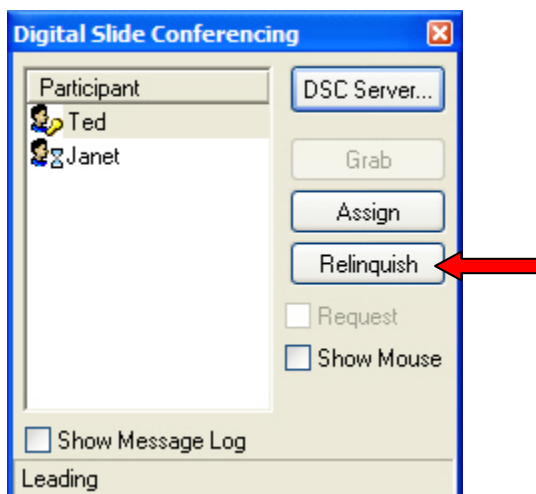 Digital Slide Conferencing
Participant
DSC Server...
Ted
Janet
Grab
Assign
Relinquish
Request
Show Mouse
Show Message Log
Leading